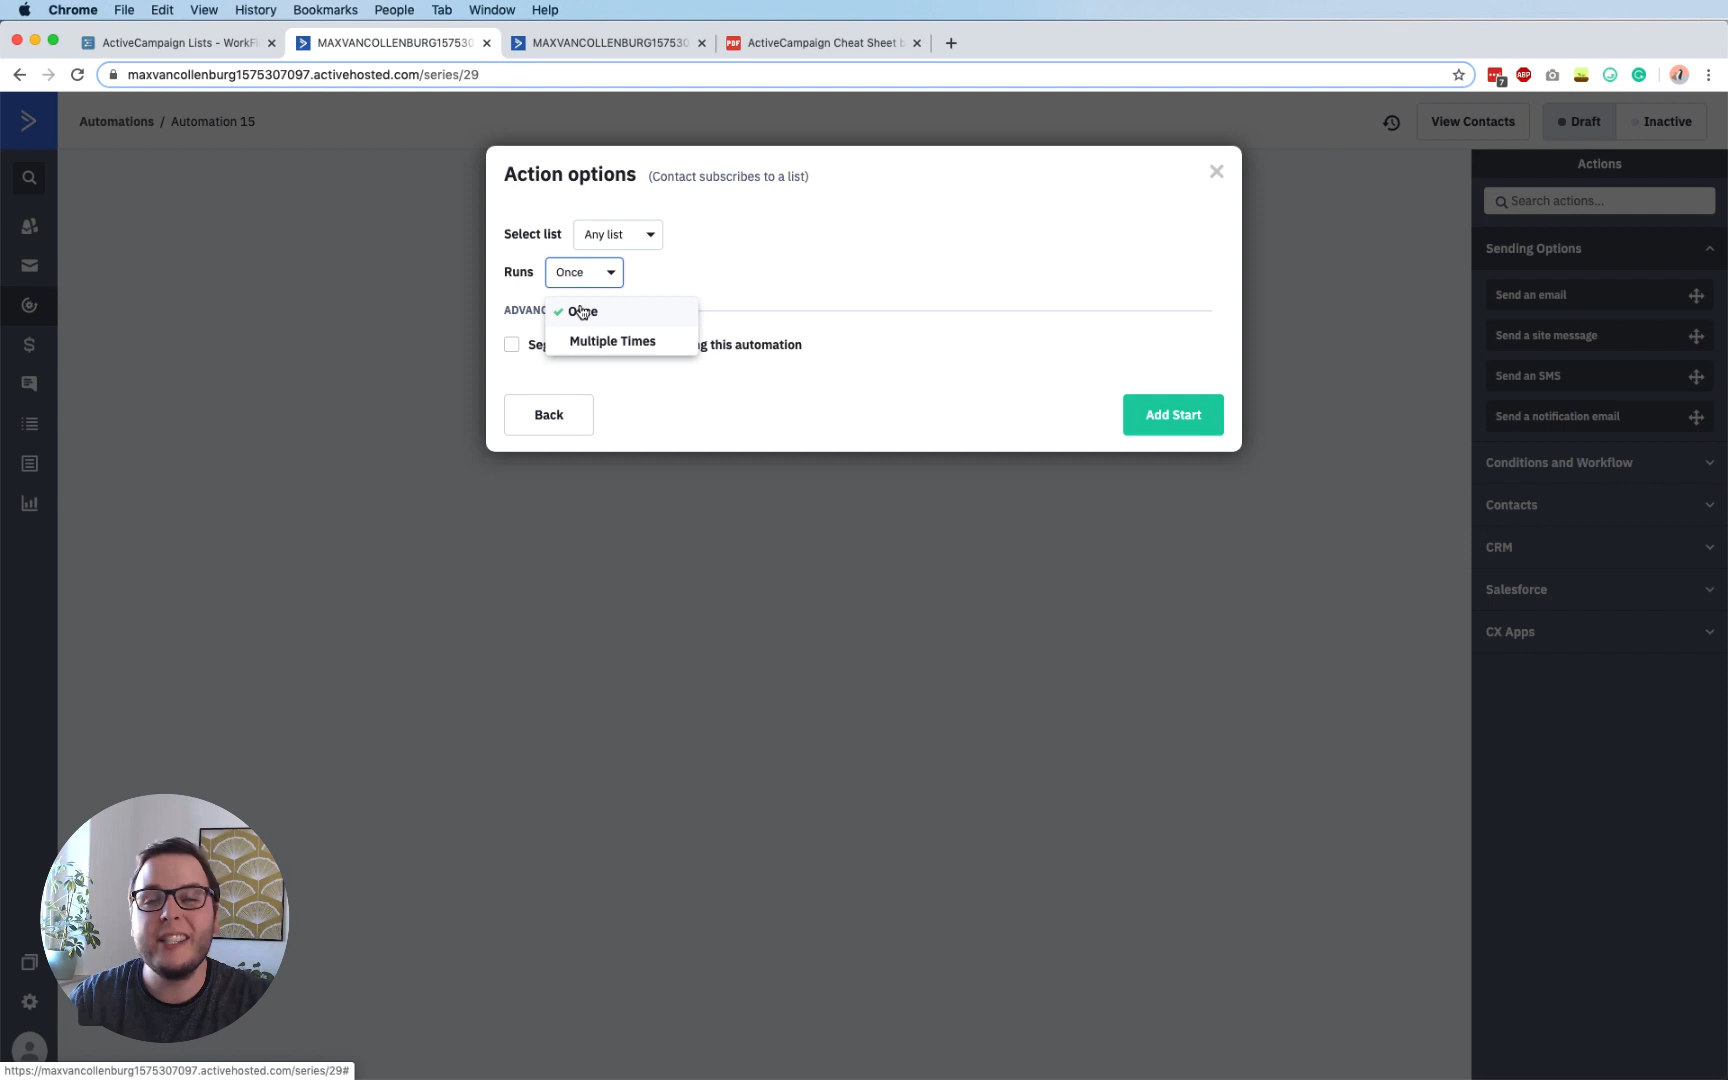 Chrome File Edit View History Bookmarks People Tab Window Help
ActiveCampaign Lists - WorkFl
MAXVANCOLLENBURG157530
MAXVANCOLLENBURG157530
PDF ActiveCampaign Cheat Sheet b
maxvancollenburg1575307097.activehosted.com/series/29
7
ABP
Automations / Automation 15
View Contacts
Draft
Inactive
Action options (Contact subscribes to a list)
Select list Any list
Runs Once
Once
Multiple Times
this automation
Back
Add Start
Actions
Search actions...
Sending Options
Send an email
Send a site message
Send an SMS
Send a notification email
Conditions and Workflow
Contacts
CRM
Salesforce
CX Apps
https://maxvancollenburg1575307097.activehosted.com/series/29#